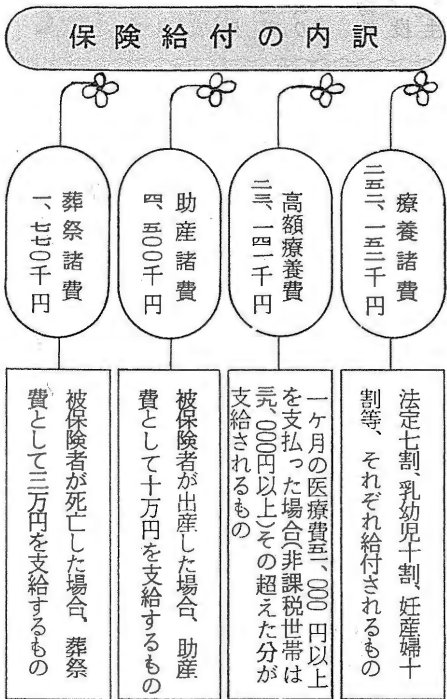 保険給付の内訳
療養諸費
二五二、一五二千円
法定七割、乳幼児十割、妊産婦十
割等、それぞれ給付されるもの
高額療養費
二三、一四一千円
一ヶ月の医療費五一、〇〇〇円以上
を支払った場合(非課税世帯は
三九、〇〇〇円以上)その超えた分が
支給されるもの
助産諸費
四、五〇〇千円
被保険者が出産した場合、助産
費として十万円を支給するもの
葬祭諸費
一、七七〇千円
被保険者が死亡した場合、葬祭
費として三万円を支給するもの